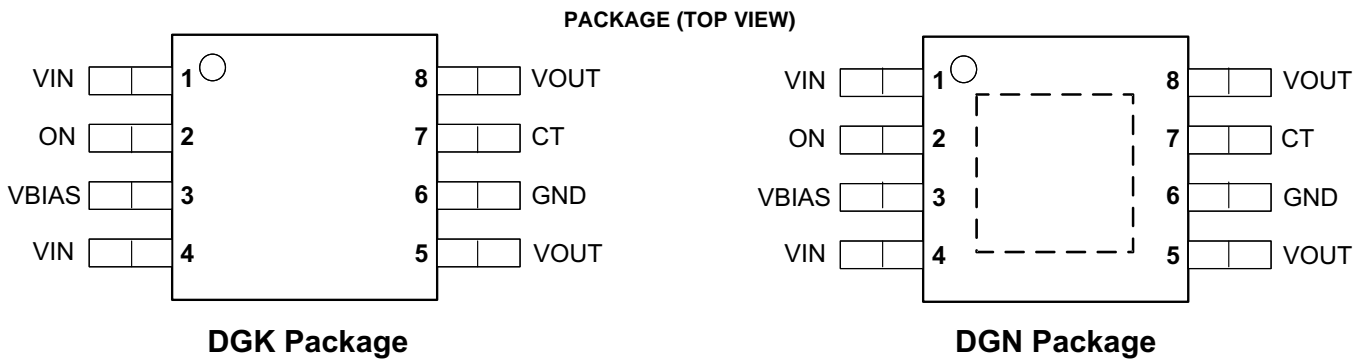 PACKAGE (TOP VIEW)
VIN 1 8 VOUT
ON 2 7 CT
VBIAS 3 6 GND
VIN 4 5 VOUT
DGK Package
VIN 1 8 VOUT
ON 2 7 CT
VBIAS 3 6 GND
VIN 4 5 VOUT
DGN Package